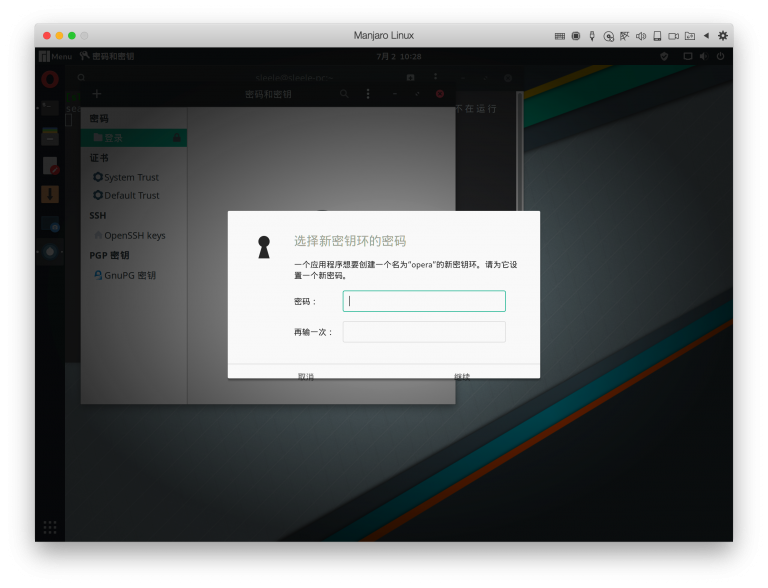 Manjaro Linux
Menu 密码和密钥 7月 2 10:28
密码和密钥
不在运行
密码
登录
证书
System Trust
Default Trust
SSH
OpenSSH keys
PGP 密钥
GnuPG 密钥
选择新密钥环的密码
一个应用程序想要创建一个名为“opera”的新密钥环。请为它设
置一个新密码。
密码：
再输一次：
取消 继续